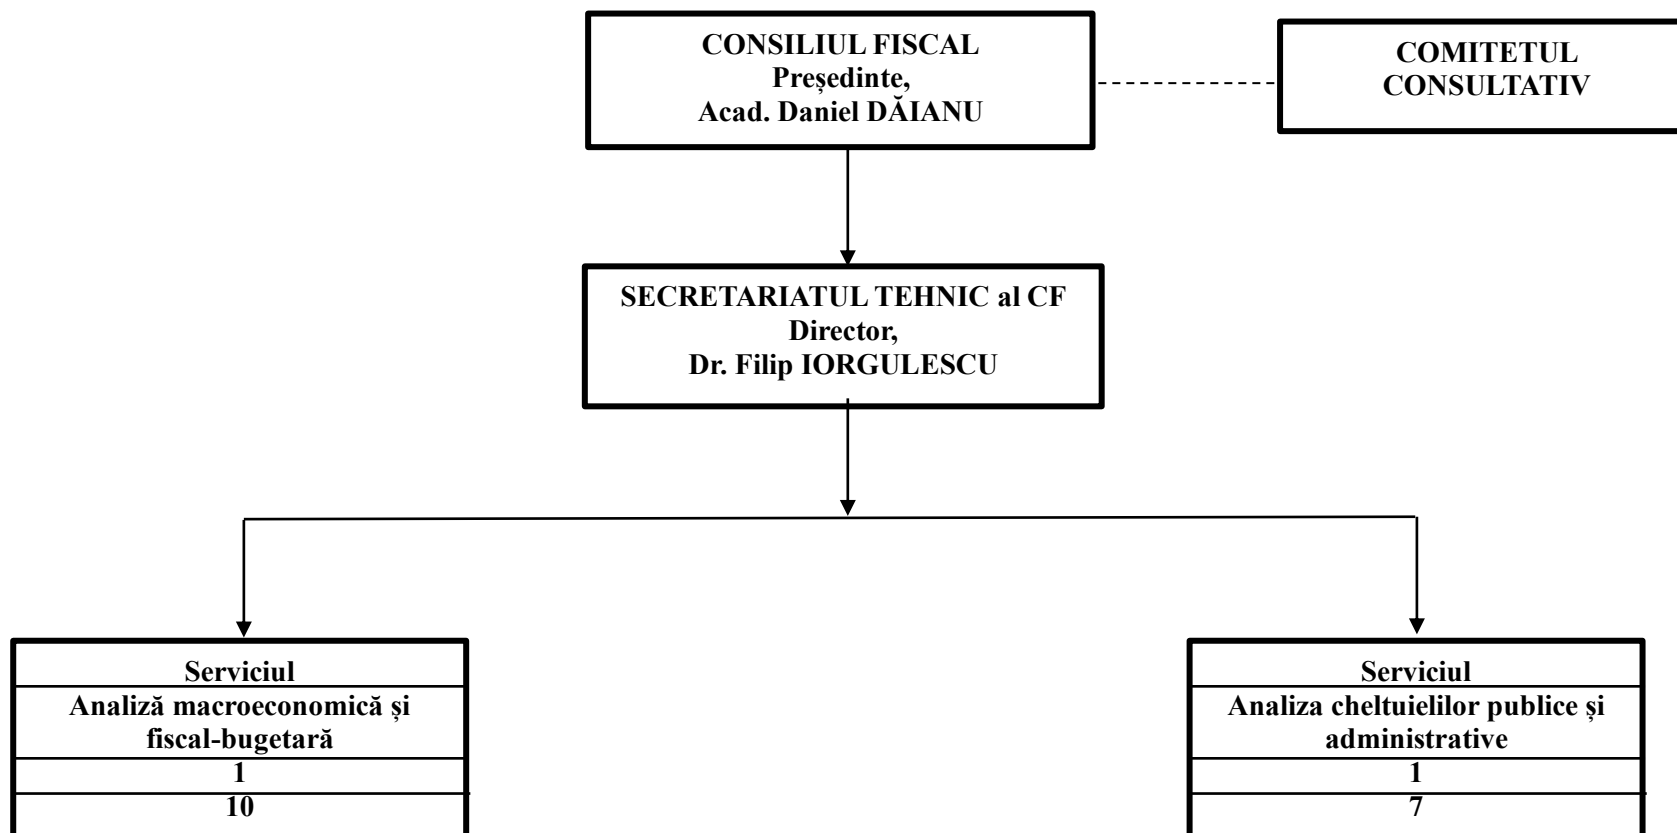 CONSILIUL FISCAL
Președinte,
Acad. Daniel DĂIANU
COMITETUL
CONSULTATIV
SECRETARIATUL TEHNIC al CF
Director,
Dr. Filip IORGULESCU
Serviciul
Analiză macroeconomică și
fiscal-bugetară
1
10
Serviciul
Analiza cheltuielilor publice și
administrative
1
7